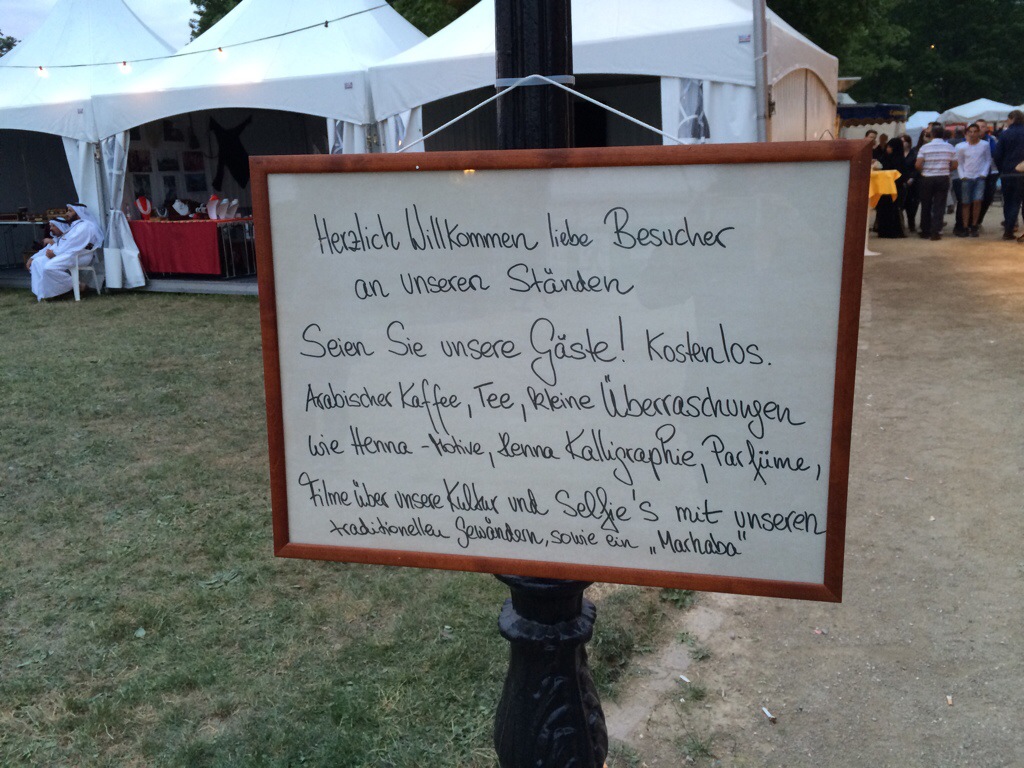 Herzlich Willkommen liebe Besucher
an unseren Ständen
Seien Sie unsere Gäste! Kostenlos.
Arabischer Kaffee, Tee, kleine Überraschungen
wie Henna-Motive, Henna Kalligraphie, Parfüme,
Filme über unsere Kultur und Selfie's mit unseren
traditionellen Gewändern, sowie ein „Marhaba"